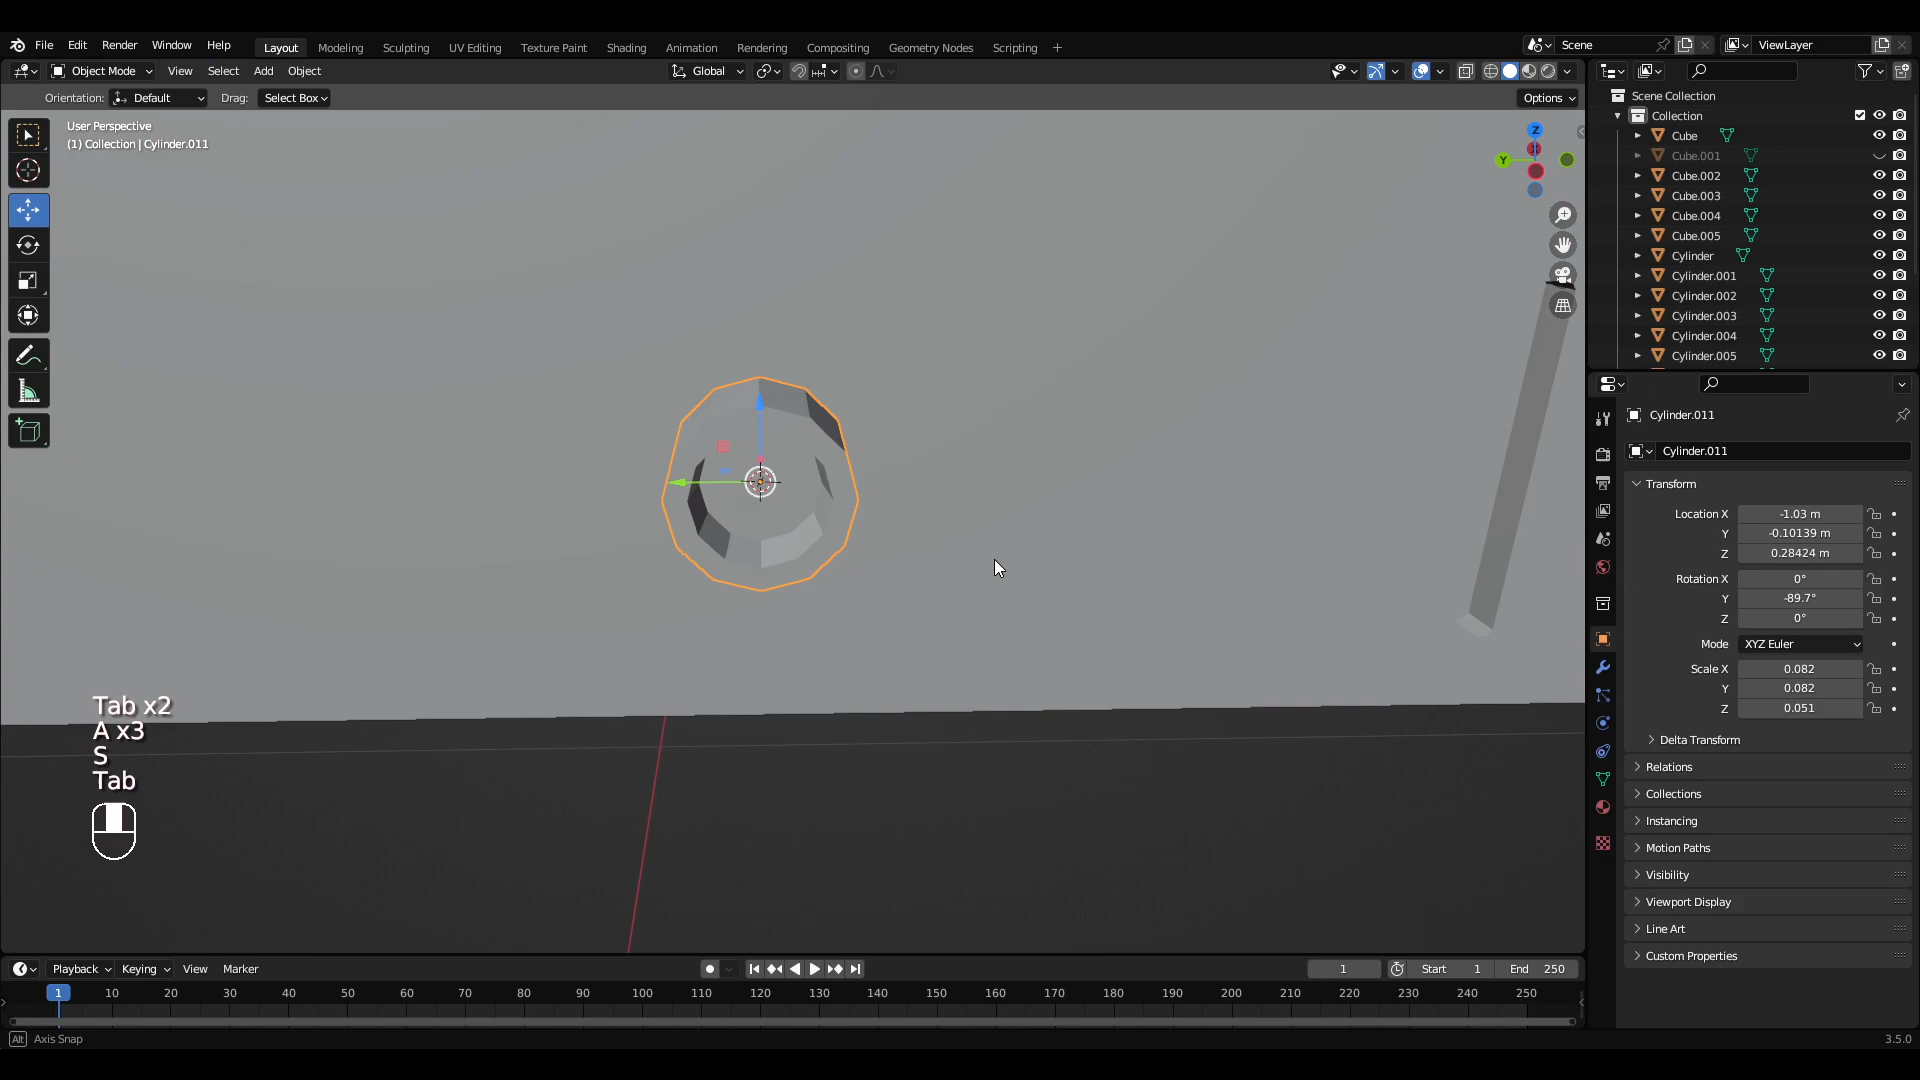 File Edit Render Window Help Layout Modeling Sculpting UV Editing Texture Paint Shading Animation Rendering Compositing Geometry Nodes Scripting + Scene ViewLayer
Object Mode View Select Add Object Global
Orientation: Default Drag: Select Box Options
User Perspective
(1) Collection | Cylinder.011
Z
Y
Tab x2
A x3
S
Tab
Scene Collection
Collection
Cube
Cube.001
Cube.002
Cube.003
Cube.004
Cube.005
Cylinder
Cylinder.001
Cylinder.002
Cylinder.003
Cylinder.004
Cylinder.005
Cylinder.011
Cylinder.011
Transform
Location X -1.03 m
Y -0.10139 m
Z 0.28424 m
Rotation X 0°
Y -89.7°
Z 0°
Mode XYZ Euler
Scale X 0.082
Y 0.082
Z 0.051
Delta Transform
Relations
Collections
Instancing
Motion Paths
Visibility
Viewport Display
Line Art
Custom Properties
Playback Keying View Marker 1 Start 1 End 250
1 10 20 30 40 50 60 70 80 90 100 110 120 130 140 150 160 170 180 190 200 210 220 230 240 250
Alt Axis Snap 3.5.0